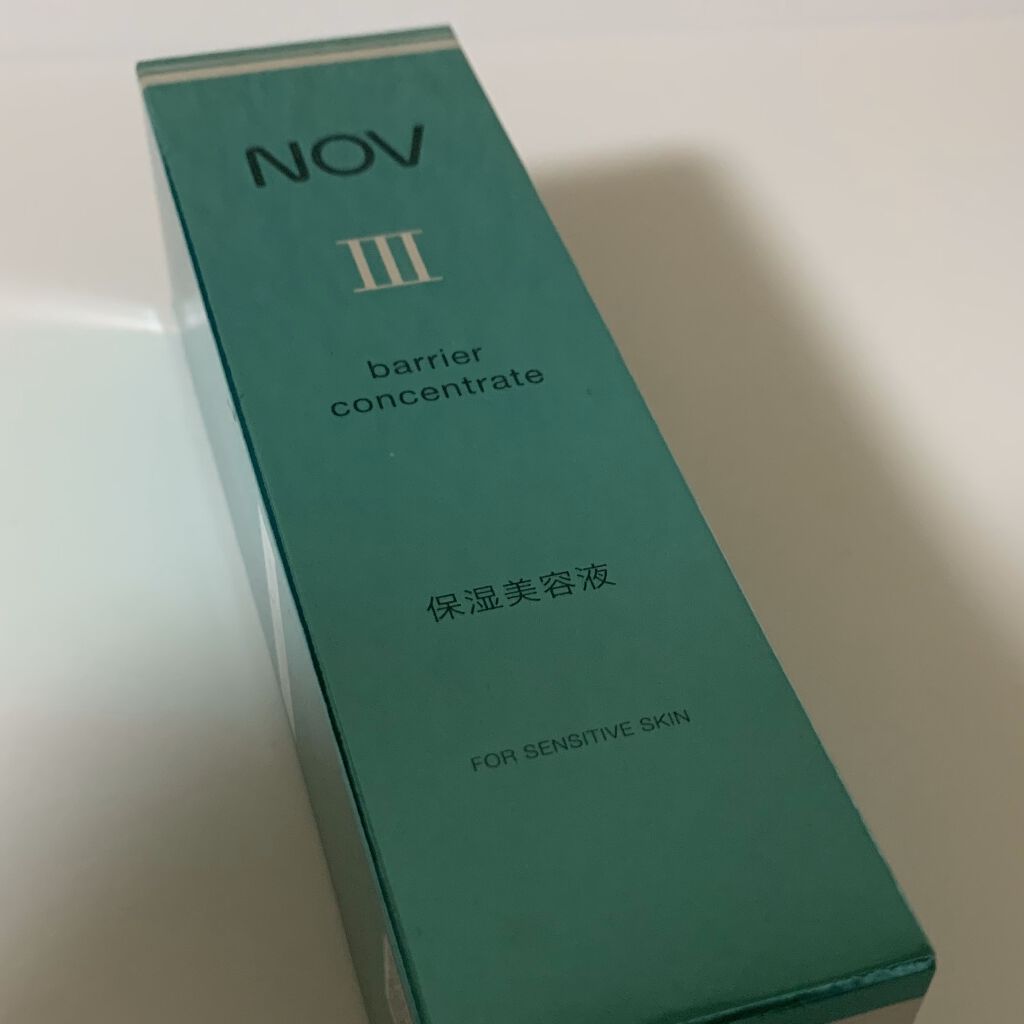 NOV
III
barrier
concentrate
保湿美容液
FOR SENSITIVE SKIN